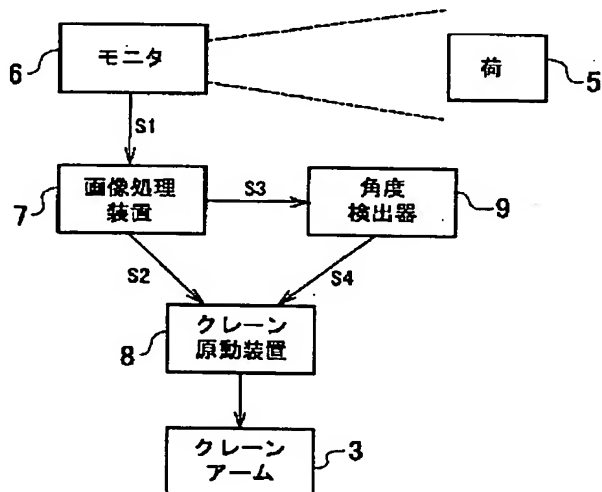 6
モニタ
荷
5
S1
7
画像処理
装置
S3
角度
検出器
9
S2
S4
8
クレーン
原動装置
クレーン
アーム
3